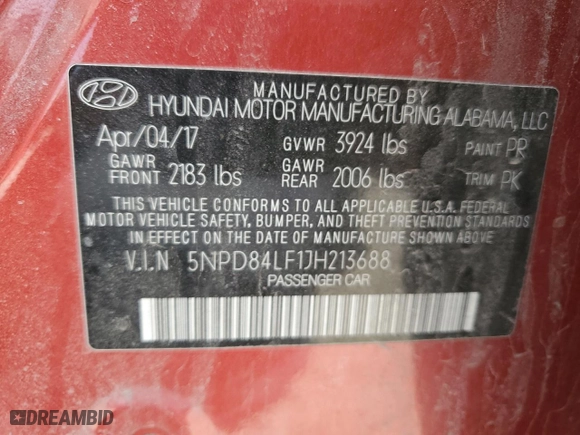 MANUFACTURED BY
HYUNDAI MOTOR MANUFACTURING ALABAMA, LLC
Apr/04/17 GVWR 3924 lbs PAINT PR
GAWR FRONT 2183 lbs GAWR REAR 2006 lbs TRIM PK
THIS VEHICLE CONFORMS TO ALL APPLICABLE U.S.A. FEDERAL
MOTOR VEHICLE SAFETY, BUMPER, AND THEFT PREVENTION STANDARDS
IN EFFECT ON THE DATE OF MANUFACTURE SHOWN ABOVE.
V.I.N 5NPD84LF1JH213688
PASSENGER CAR
DREAMBID